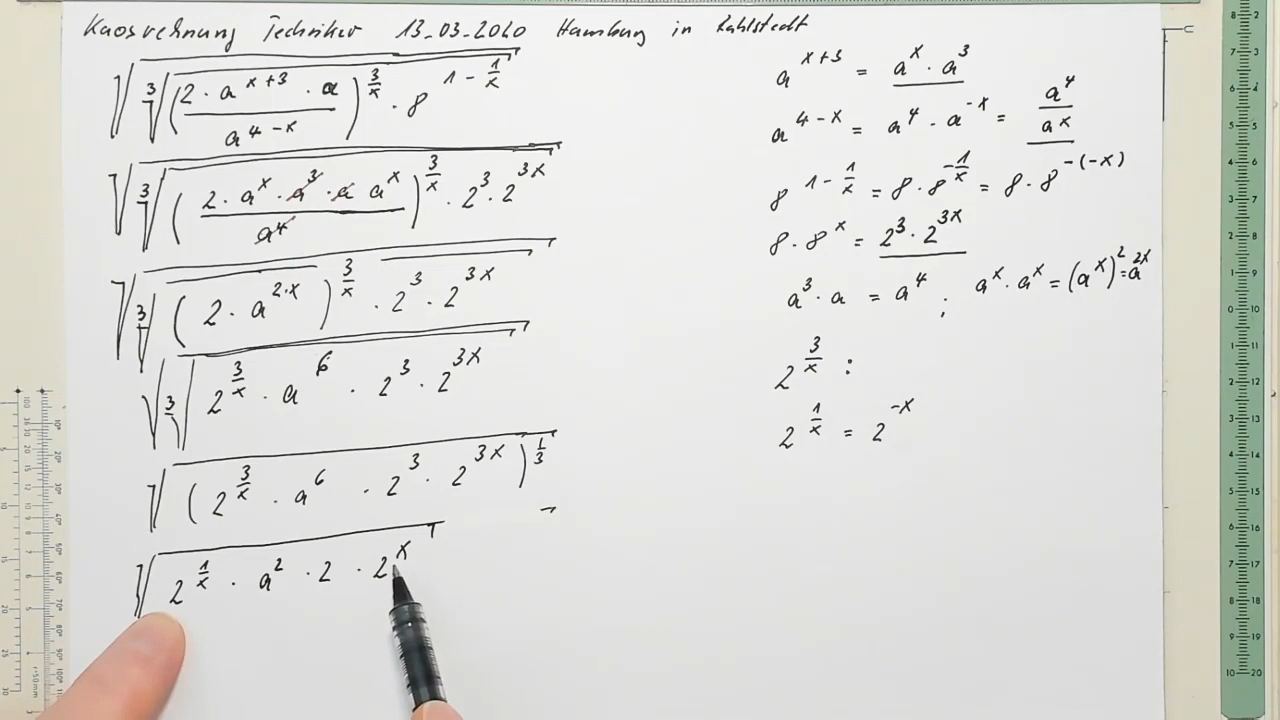 Kaosrechnung Techniker 13-03-2020 Hamburg in Rahlstedt
√∛((2 · a^(x+3) · a)/(a^(4-x)))^(3/x) · 8^(1 - 1/x)
√∛((2 · a^x · a^3 · a a^x)/(a^4))^(3/x) · 2^3 · 2^(3x)
√∛(2 · a^(2·x))^(3/x) · 2^3 · 2^(3x)
√∛2^(3/x) · a^6 · 2^3 · 2^(3x)
√(2^(3/x) · a^6 · 2^3 · 2^(3x))^(1/3)
√2^(1/x) · a^2 · 2 · 2^x
a^(x+3) = a^x · a^3
a^(4-x) = a^4 · a^(-x) = a^4/a^x
8^(1 - 1/x) = 8 · 8^(-1/x) = 8 · 8^(-(-x))
8 · 8^x = 2^3 · 2^(3x)
a^3 · a = a^4 ; a^x · a^x = (a^x)^2 = a^(2x)
2^(3/x) :
2^(1/x) = 2^(-x)